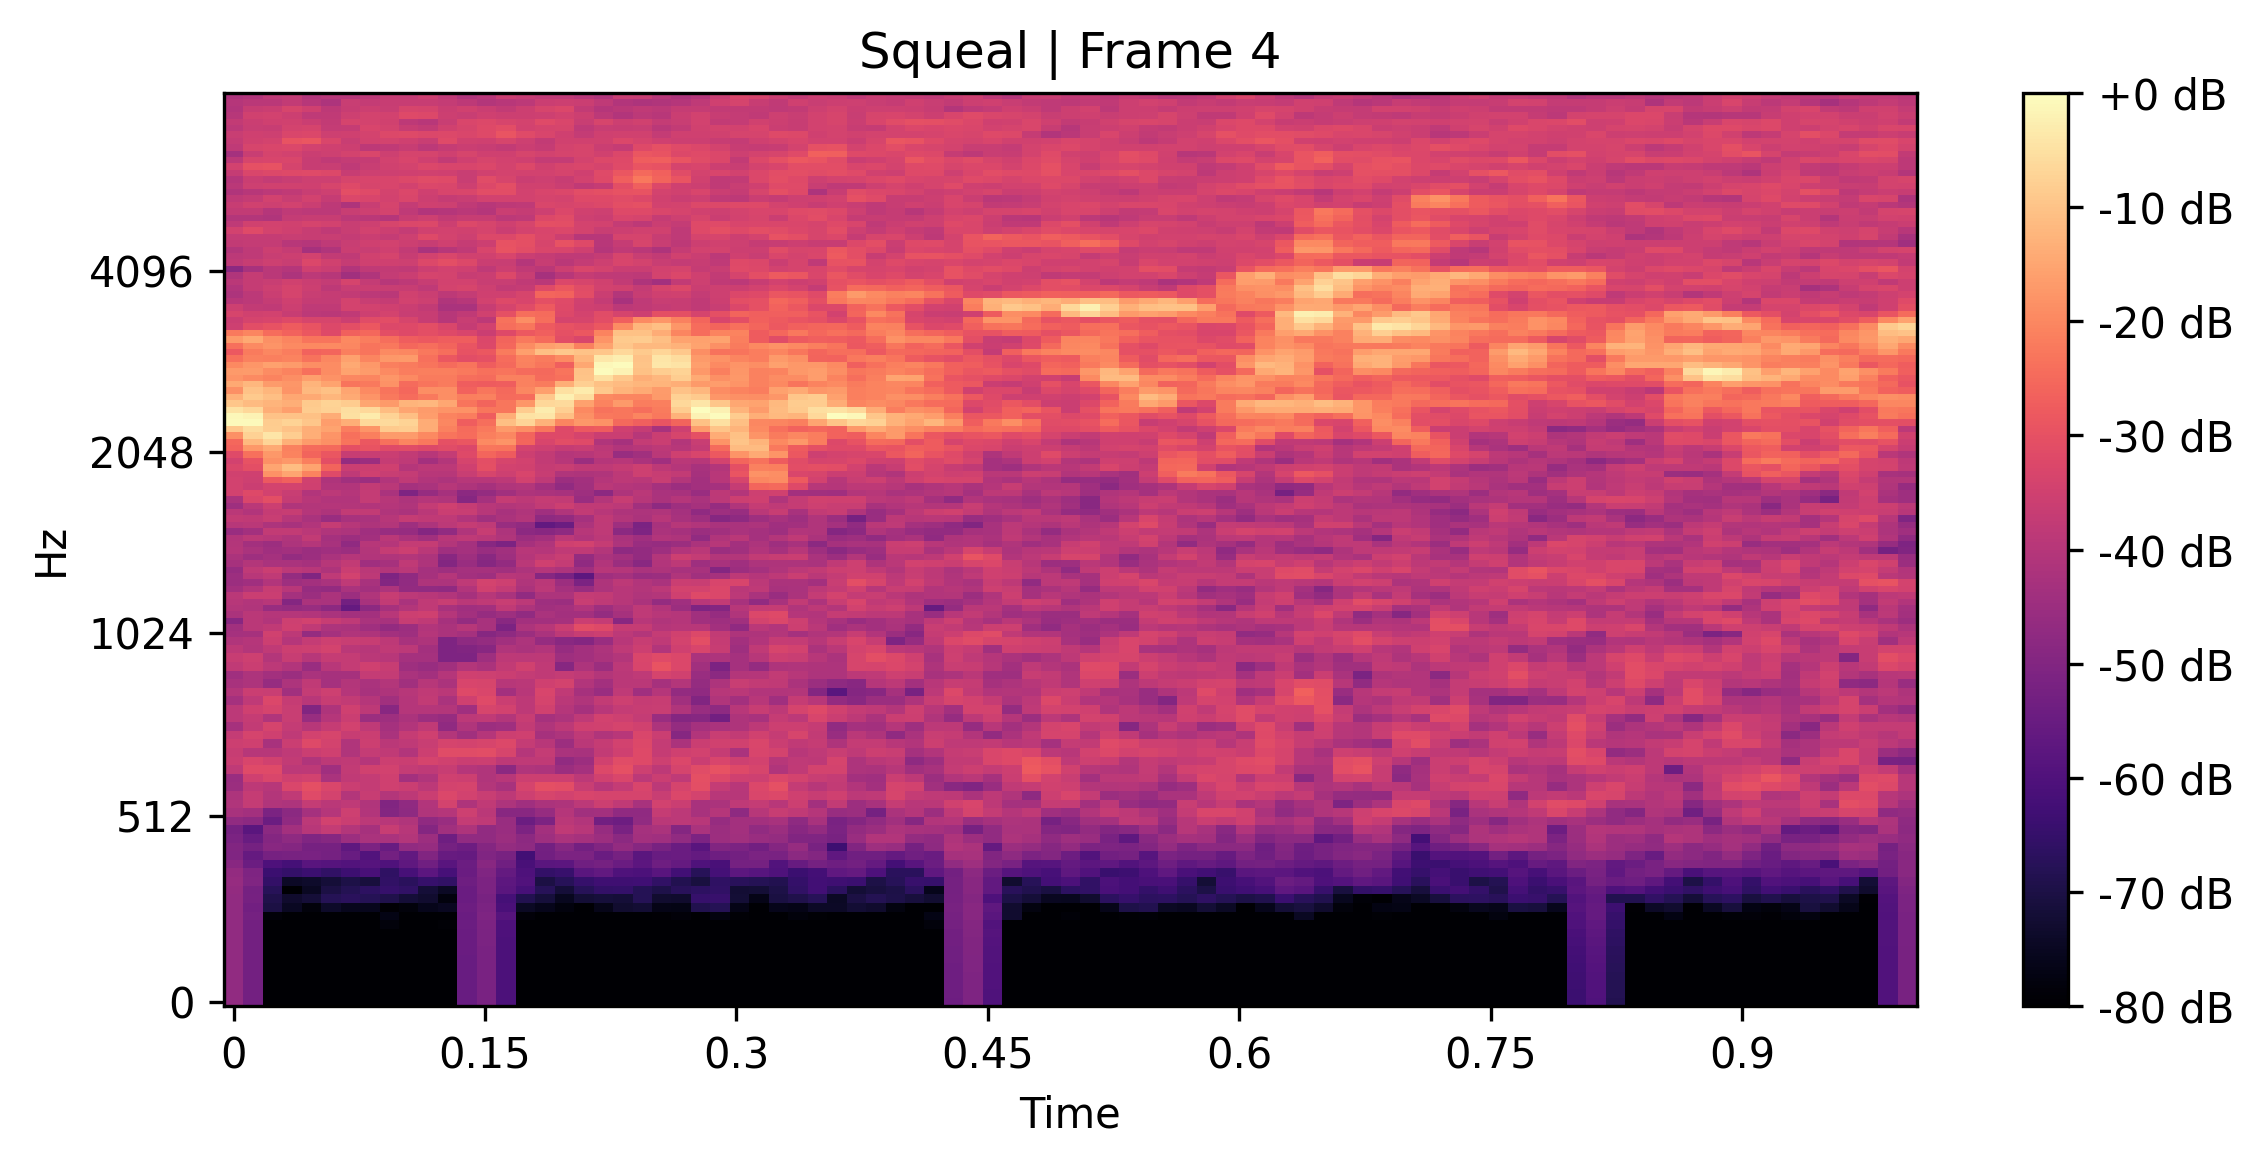 Squeal | Frame 4
Hz
4096
2048
1024
512
0
0 0.15 0.3 0.45 0.6 0.75 0.9
Time
+0 dB
-10 dB
-20 dB
-30 dB
-40 dB
-50 dB
-60 dB
-70 dB
-80 dB